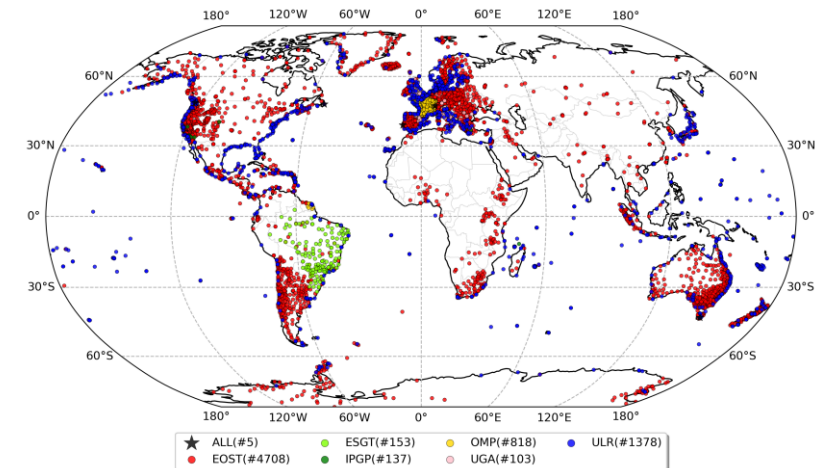 180° 120°W 60°W 0° 60°E 120°E 180°
60°N 60°N
30°N 30°N
0° 0°
30°S 30°S
60°S 60°S
180° 120°W 60°W 0° 60°E 120°E 180°
ALL(#5) ESGT(#153) OMP(#818) ULR(#1378)
EOST(#4708) IPGP(#137) UGA(#103)